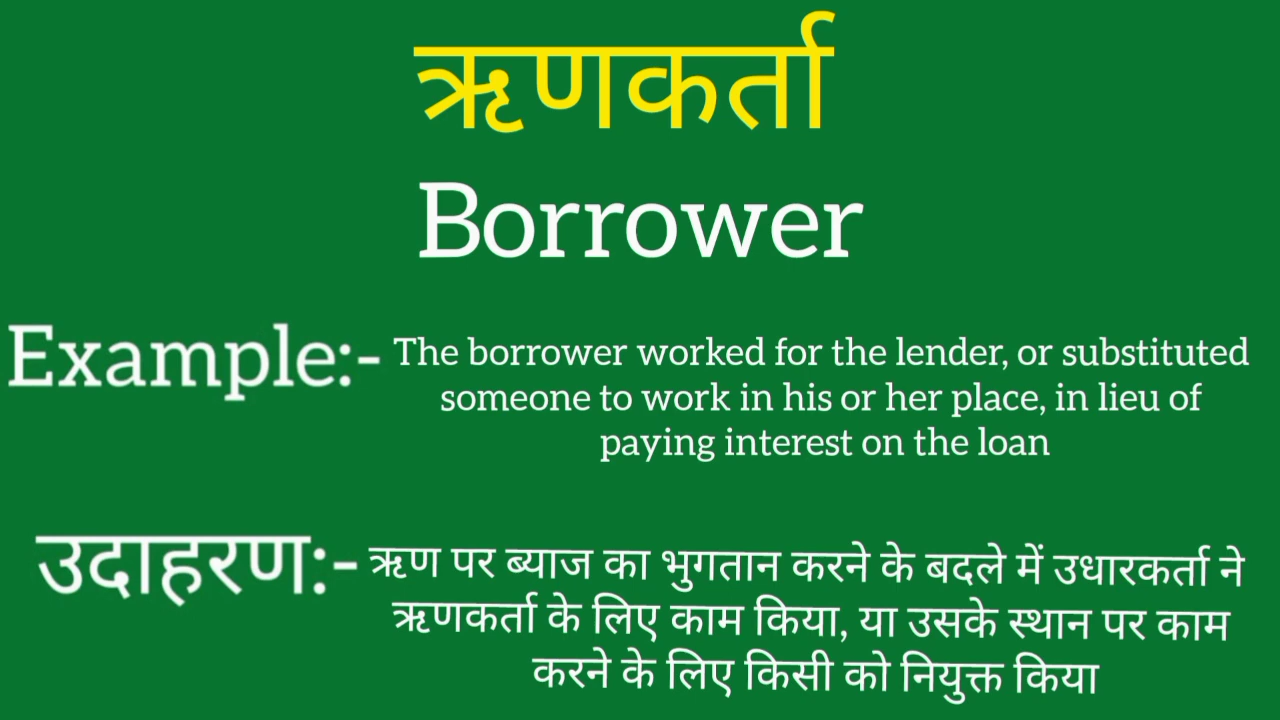 ऋणकर्ता
Borrower
Example:- The borrower worked for the lender, or substituted
someone to work in his or her place, in lieu of
paying interest on the loan
उदाहरण:- ऋण पर ब्याज का भुगतान करने के बदले में उधारकर्ता ने
ऋणकर्ता के लिए काम किया, या उसके स्थान पर काम
करने के लिए किसी को नियुक्त किया